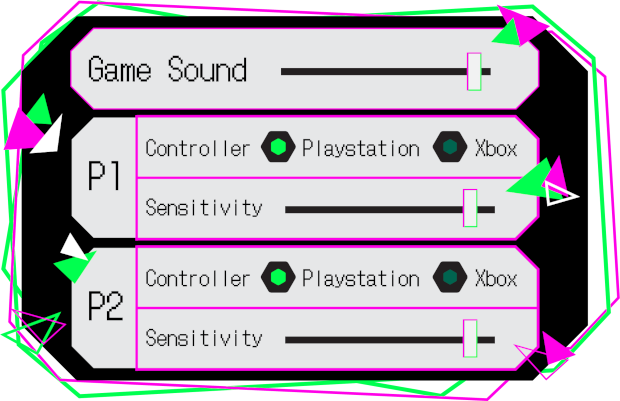 Game Sound
P1
Controller Playstation Xbox
Sensitivity
P2
Controller Playstation Xbox
Sensitivity